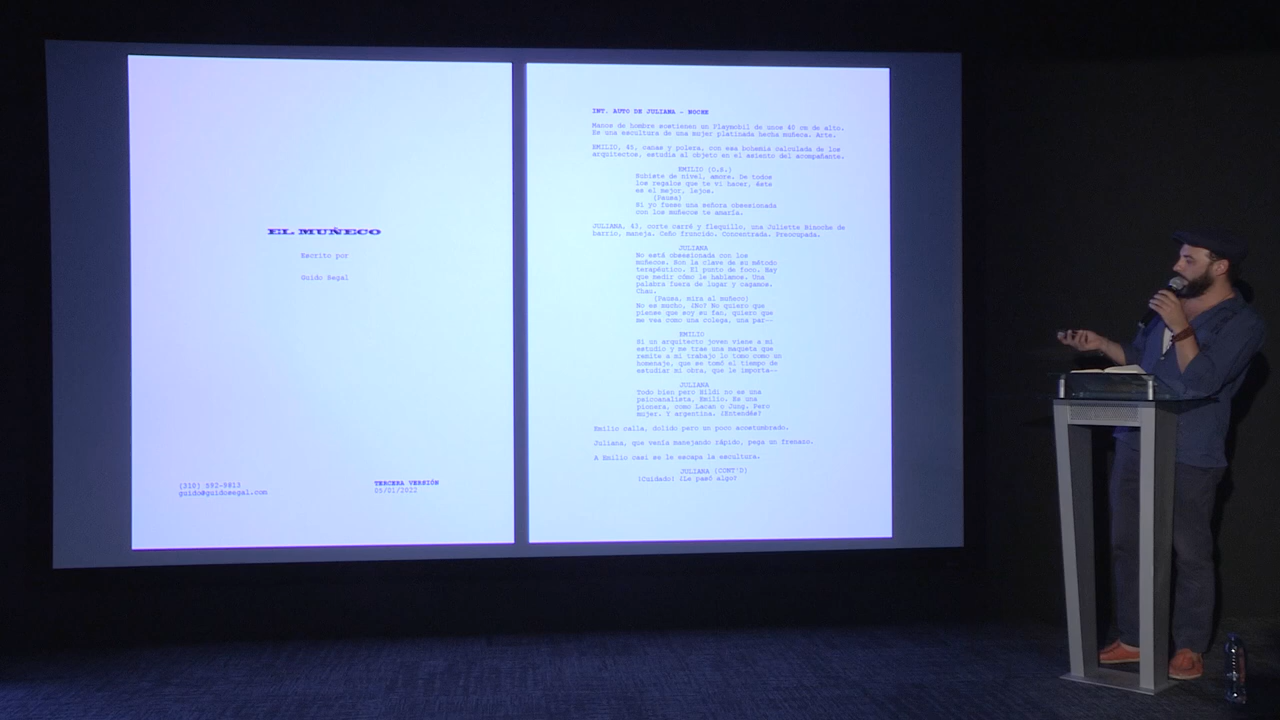 EL MUÑECO
Escrito por
Guido Segal
(310) 592-9813
guido@guidosegal.com
TERCERA VERSIÓN
05/01/2022
INT. AUTO DE JULIANA - NOCHE
Manos de hombre sostienen un Playmobil de unos 40 cm de alto.
Es una escultura de una mujer platinada hecha muñeca. Arte.
EMILIO, 45, canas y polera, con esa bohemia calculada de los
arquitectos, estudia al objeto en el asiento del acompañante.
EMILIO (O.S.)
Subiste de nivel, amore. De todos
los regalos que te vi hacer, éste
es el mejor, lejos.
(Pausa)
Si yo fuese una señora obsesionada
con los muñecos te amaría.
JULIANA, 43, corte carré y flequillo, una Juliette Binoche de
barrio, maneja. Ceño fruncido. Concentrada. Preocupada.
JULIANA
No está obsesionada con los
muñecos. Son la clave de su método
terapéutico. El punto de foco. Hay
que medir cómo le hablamos. Una
palabra fuera de lugar y cagamos.
Chau.
(Pausa, mira al muñeco)
No es mucho, ¿No? No quiero que
piense que soy su fan, quiero que
me vea como una colega, una par--
EMILIO
Si un arquitecto joven viene a mi
estudio y me trae una maqueta que
remite a mi trabajo lo tomo como un
homenaje, que se tomó el tiempo de
estudiar mi obra, que le importa--
JULIANA
Todo bien pero Hildi no es una
psicoanalista, Emilio. Es una
pionera, como Lacan o Jung. Pero
mujer. Y argentina. ¿Entendés?
Emilio calla, dolido pero un poco acostumbrado.
Juliana, que venía manejando rápido, pega un frenazo.
A Emilio casi se le escapa la escultura.
JULIANA (CONT'D)
¡Cuidado! ¿Le pasó algo?